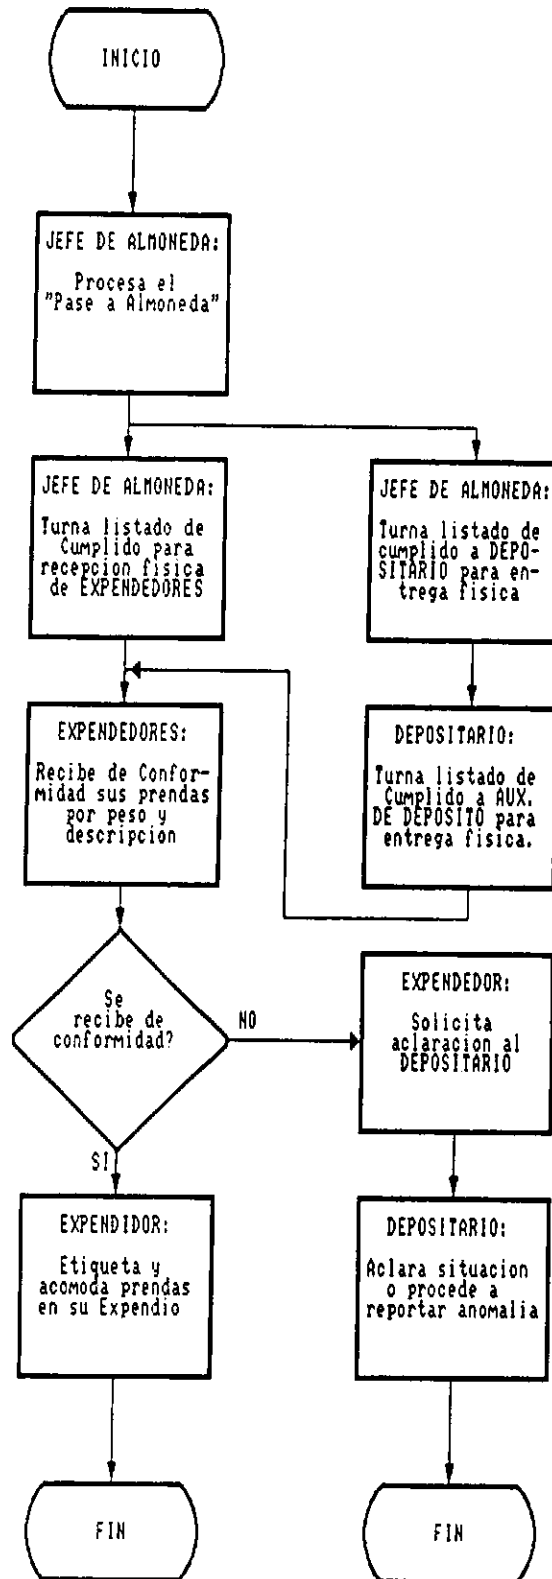 INICIO
JEFE DE ALMONEDA:
Procesa el
"Pase a Almoneda"
JEFE DE ALMONEDA:
Turna listado de
Cumplido para
recepcion fisica
de EXPENDEDORES
JEFE DE ALMONEDA:
Turna listado de
cumplido a DEPO-
SITARIO para en-
trega fisica
EXPENDEDORES:
Recibe de Confor-
midad sus prendas
por peso y
descripcion
DEPOSITARIO:
Turna listado de
Cumplido a AUX.
DE DEPOSITO para
entrega fisica.
Se
recibe de
conformidad?
NO
SI
EXPENDEDOR:
Solicita
aclaracion al
DEPOSITARIO
EXPENDIDOR:
Etiqueta y
acomoda prendas
en su Expendio
DEPOSITARIO:
Aclara situacion
o procede a
reportar anomalia
FIN
FIN